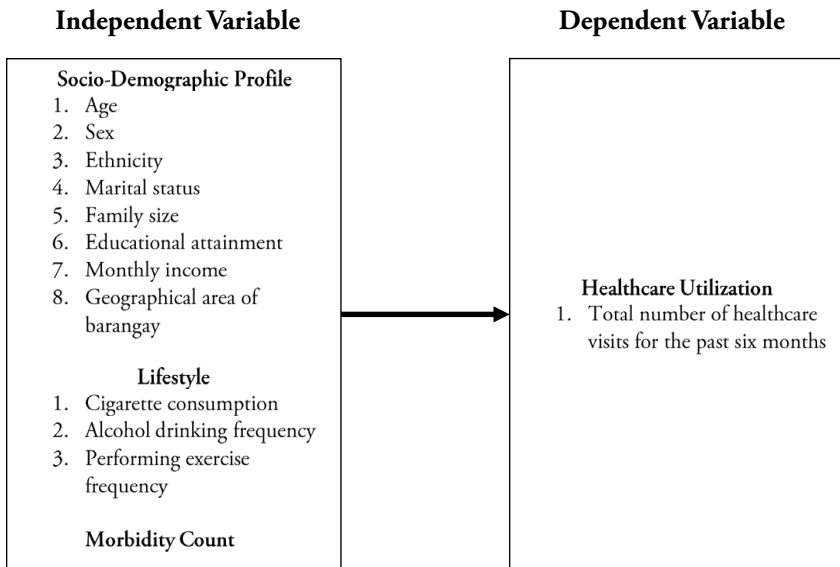 Independent Variable
Socio-Demographic Profile
1. Age
2. Sex
3. Ethnicity
4. Marital status
5. Family size
6. Educational attainment
7. Monthly income
8. Geographical area of
barangay
Lifestyle
1. Cigarette consumption
2. Alcohol drinking frequency
3. Performing exercise
frequency
Morbidity Count
Dependent Variable
Healthcare Utilization
1. Total number of healthcare
visits for the past six months